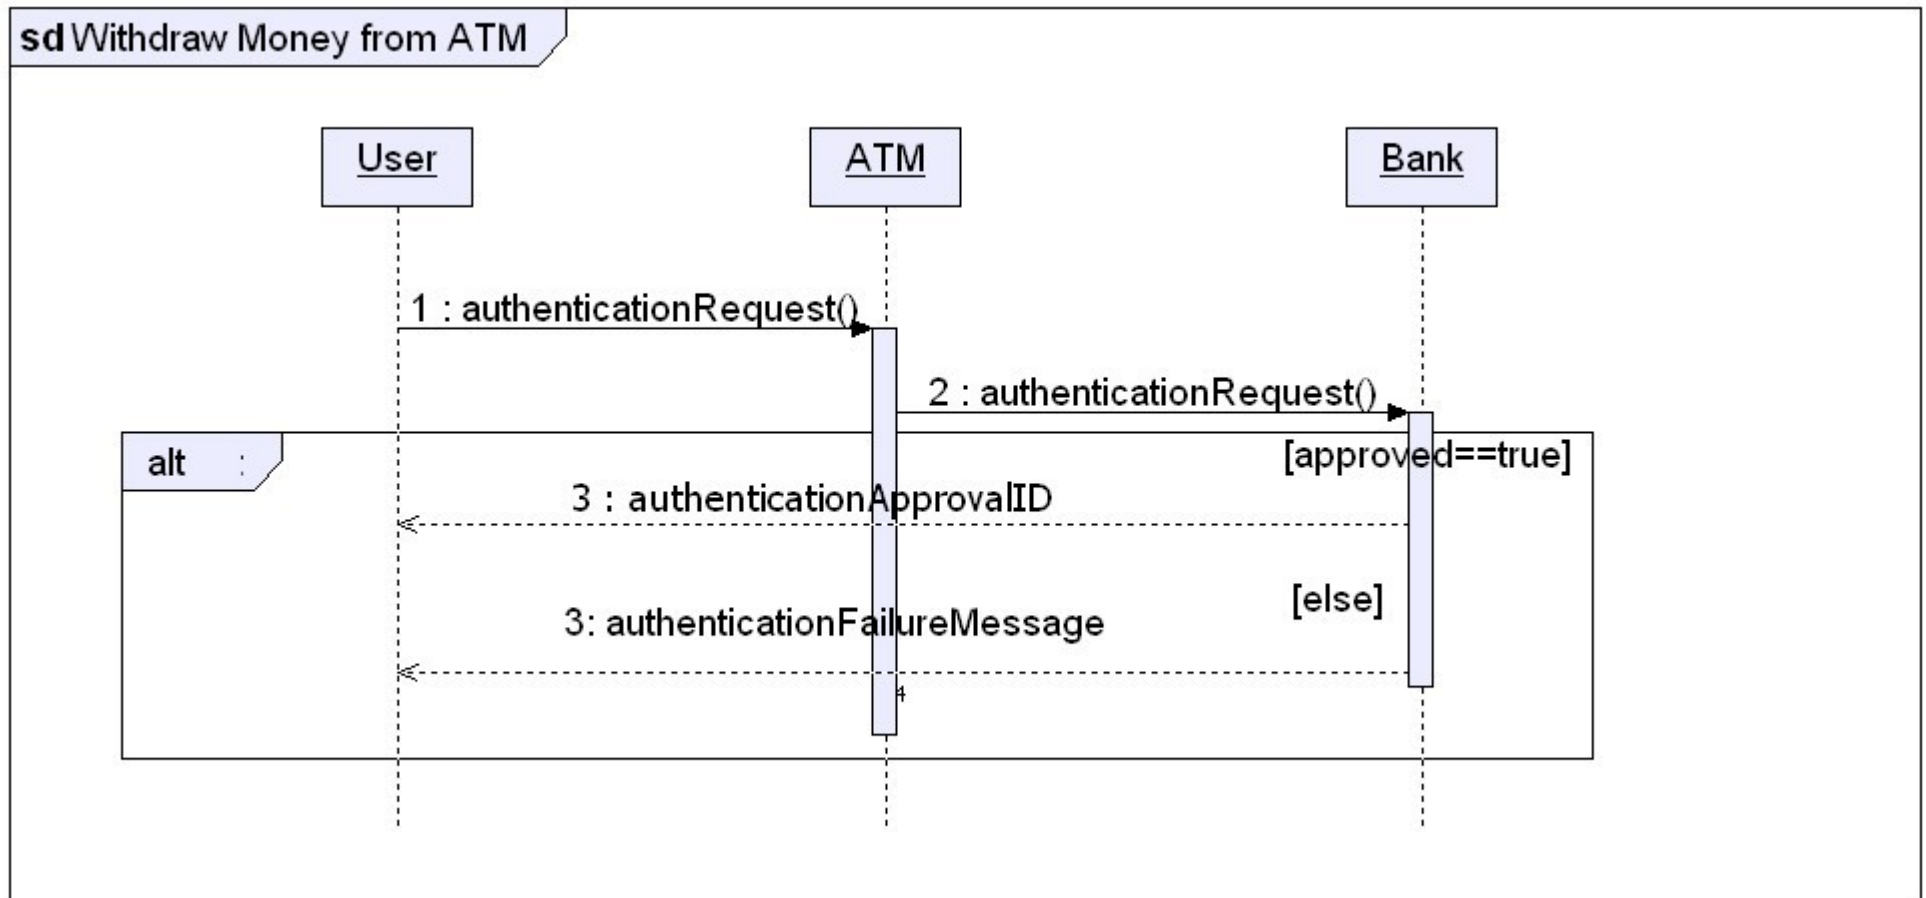 sd Withdraw Money from ATM
User
ATM
Bank
1 : authenticationRequest()
2 : authenticationRequest()
alt :
[approved==true]
3 : authenticationApprovalID
[else]
3: authenticationFailureMessage
4